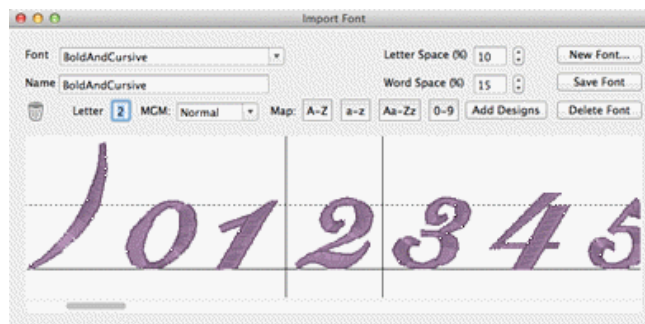 Import Font
Font BoldAndCursive Letter Space (%) 10 New Font...
Name BoldAndCursive Word Space (%) 15 Save Font
Letter 2 MGM: Normal Map: A-Z a-z Aa-Zz 0-9 Add Designs Delete Font
) 0 1 2 3 4 5